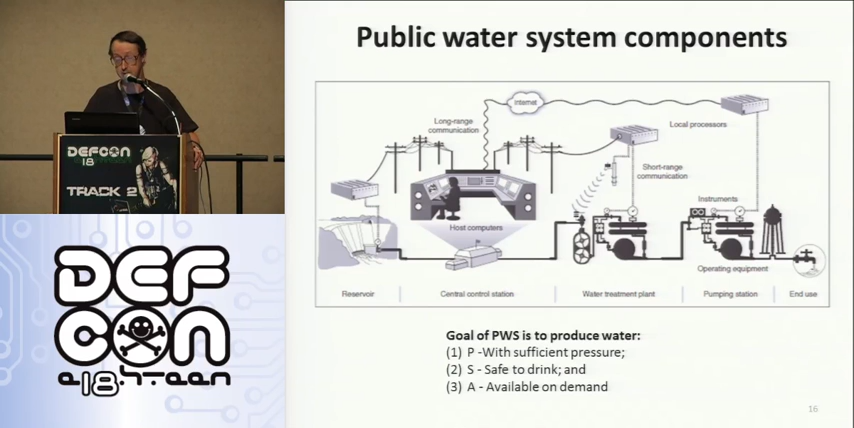 Public water system components
DEFCON
18
TRACK 2
DEF
CON
e18hteen
Internet
Long-range
communication
Local processors
Short-range
communication
Instruments
Host computers
Operating equipment
Reservoir
Central control station
Water treatment plant
Pumping station
End use
Goal of PWS is to produce water:
(1) P -With sufficient pressure;
(2) S - Safe to drink; and
(3) A - Available on demand
16